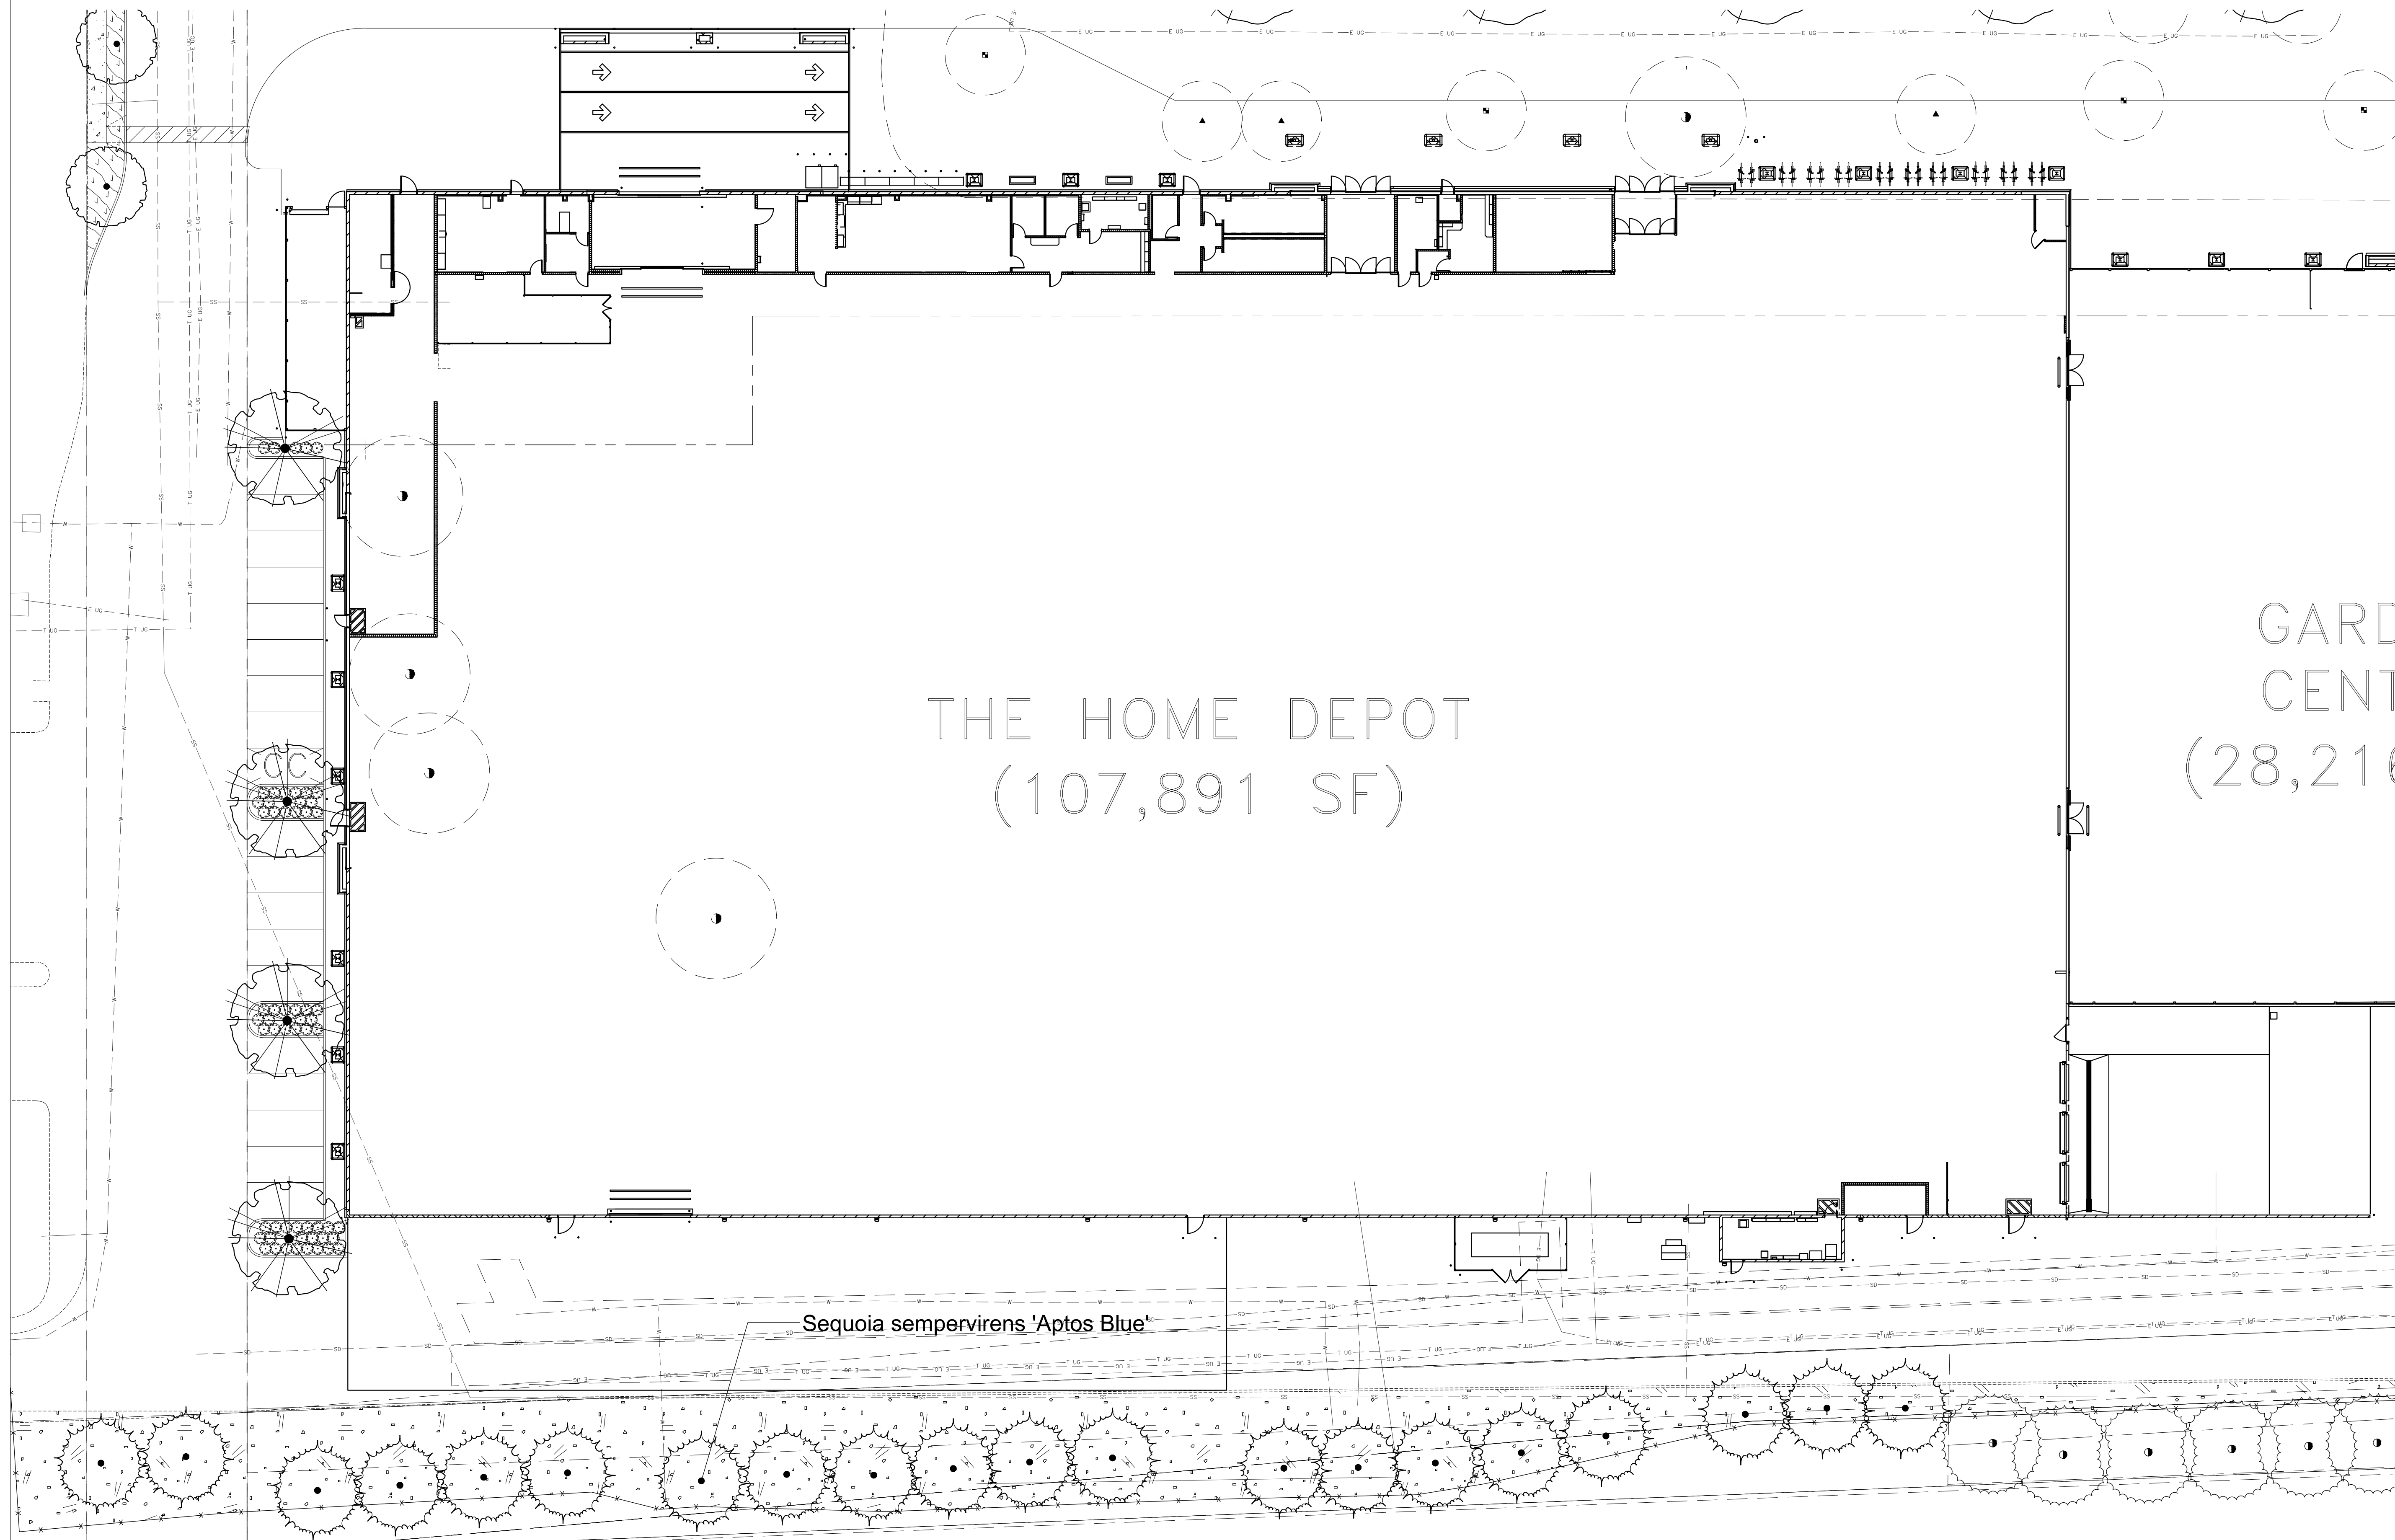 THE HOME DEPOT
(107,891 SF)
GARD
CENT
(28,216
CC
Sequoia sempervirens 'Aptos Blue'